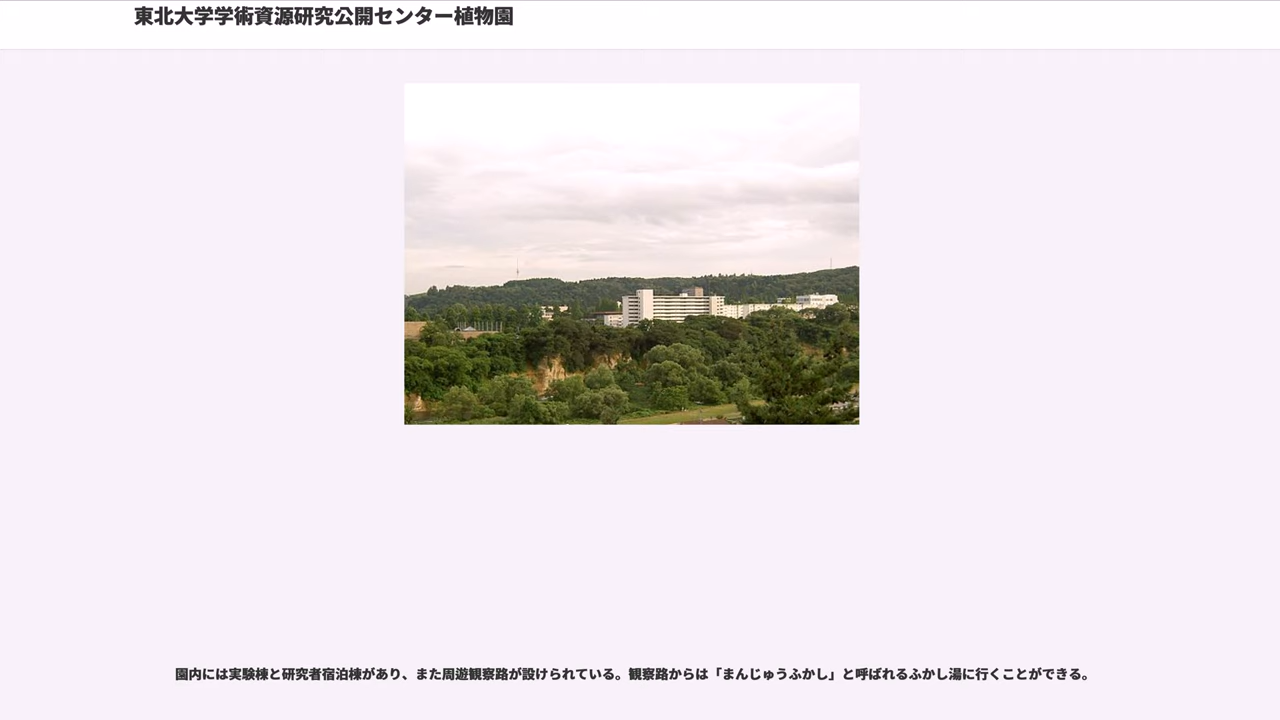 東北大学学術資源研究公開センター植物園
園内には実験棟と研究者宿泊棟があり、また周遊観察路が設けられている。観察路からは「まんじゅうふかし」と呼ばれるふかし湯に行くことができる。